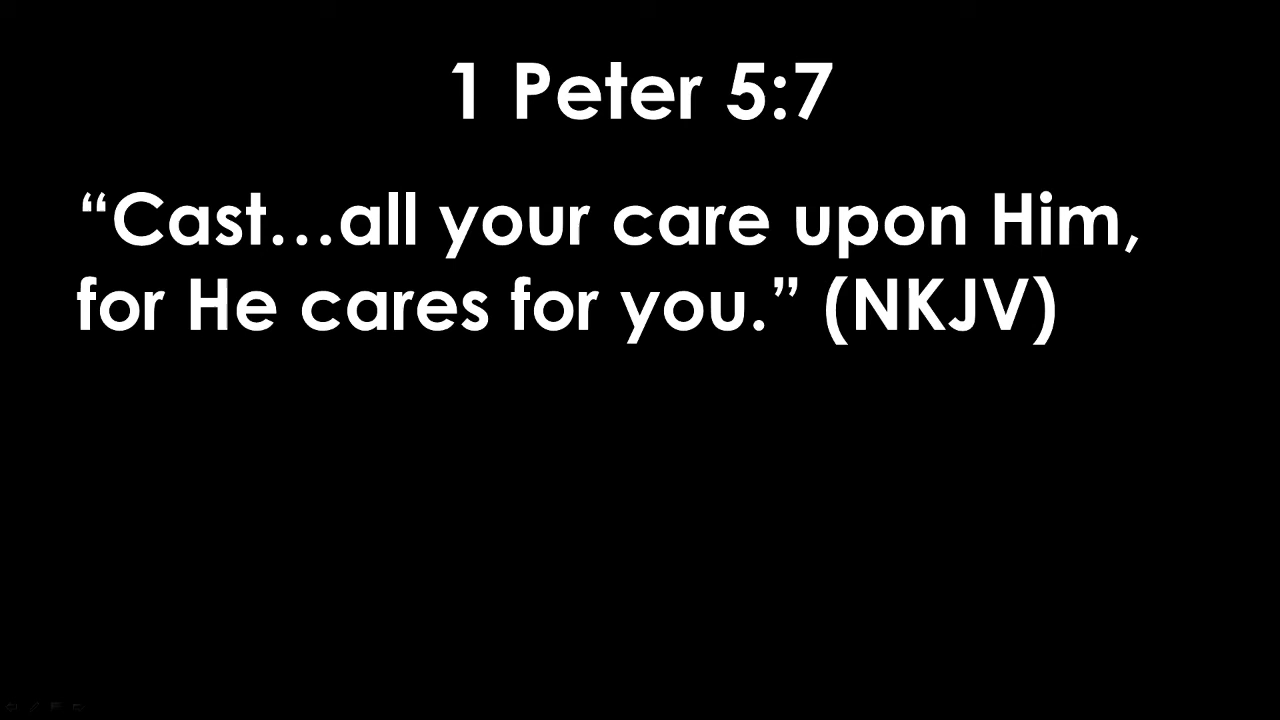 1 Peter 5:7
“Cast…all your care upon Him,
for He cares for you.” (NKJV)